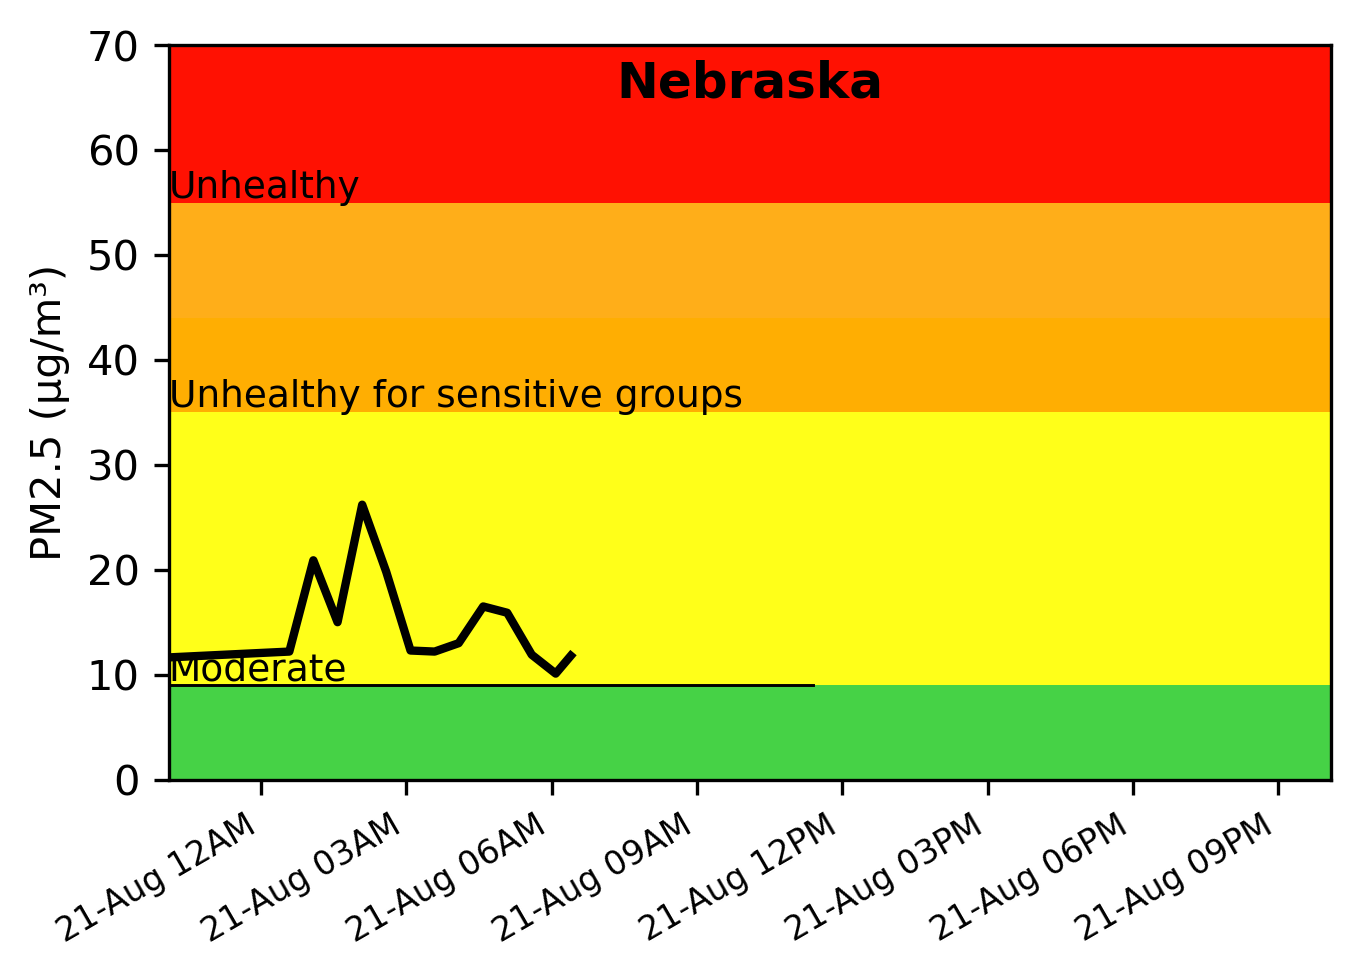 Nebraska
PM2.5 (µg/m³)
70
60
50
40
30
20
10
0
Unhealthy
Unhealthy for sensitive groups
Moderate
21-Aug 12AM
21-Aug 03AM
21-Aug 06AM
21-Aug 09AM
21-Aug 12PM
21-Aug 03PM
21-Aug 06PM
21-Aug 09PM